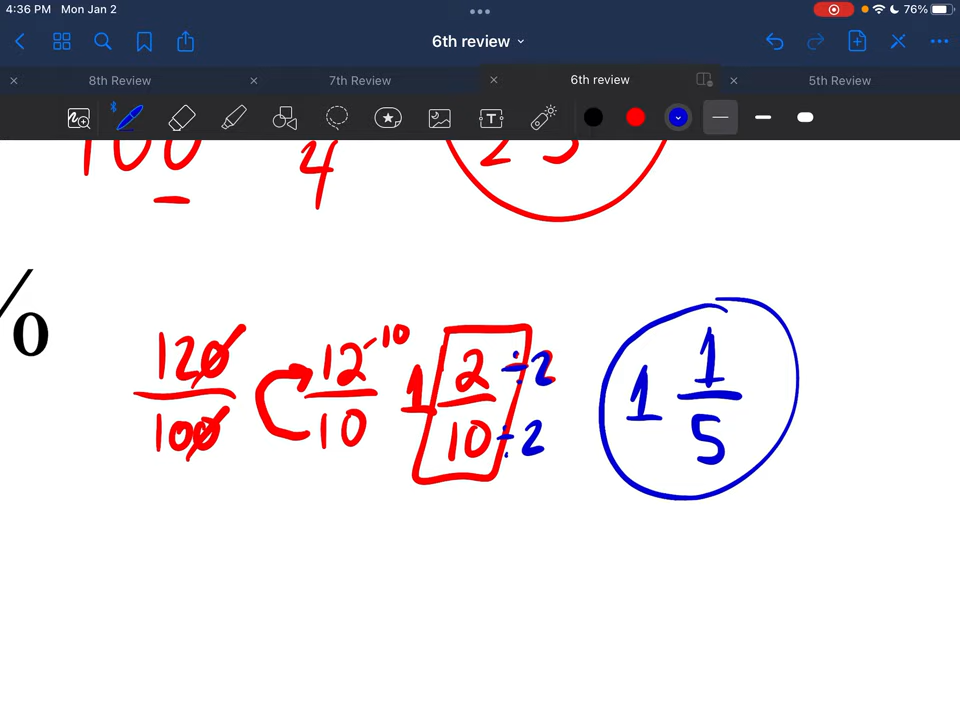 4:36 PM Mon Jan 2
76%
6th review
8th Review
7th Review
6th review
5th Review
T
100
4
%
120/100
12/10 -10
1 2/10 ÷2 ÷2
1 1/5